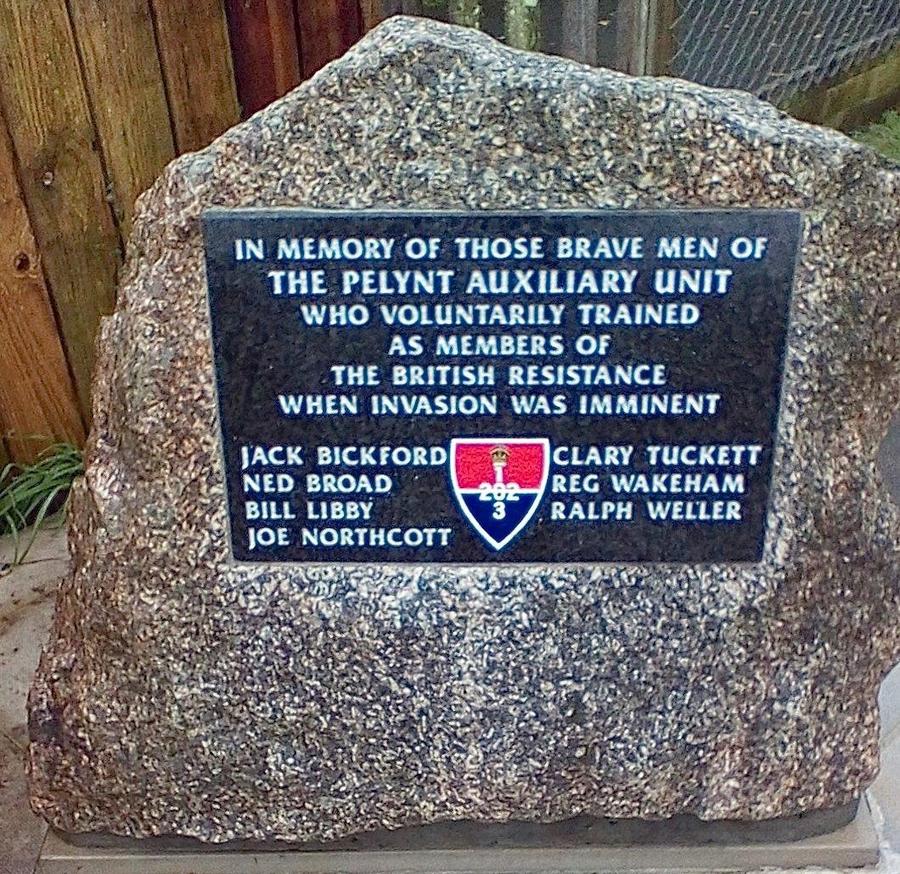 IN MEMORY OF THOSE BRAVE MEN OF
THE PELYNT AUXILIARY UNIT
WHO VOLUNTARILY TRAINED
AS MEMBERS OF
THE BRITISH RESISTANCE
WHEN INVASION WAS IMMINENT
JACK BICKFORD
NED BROAD
BILL LIBBY
JOE NORTHCOTT
202
3
CLARY TUCKETT
REG WAKEHAM
RALPH WELLER